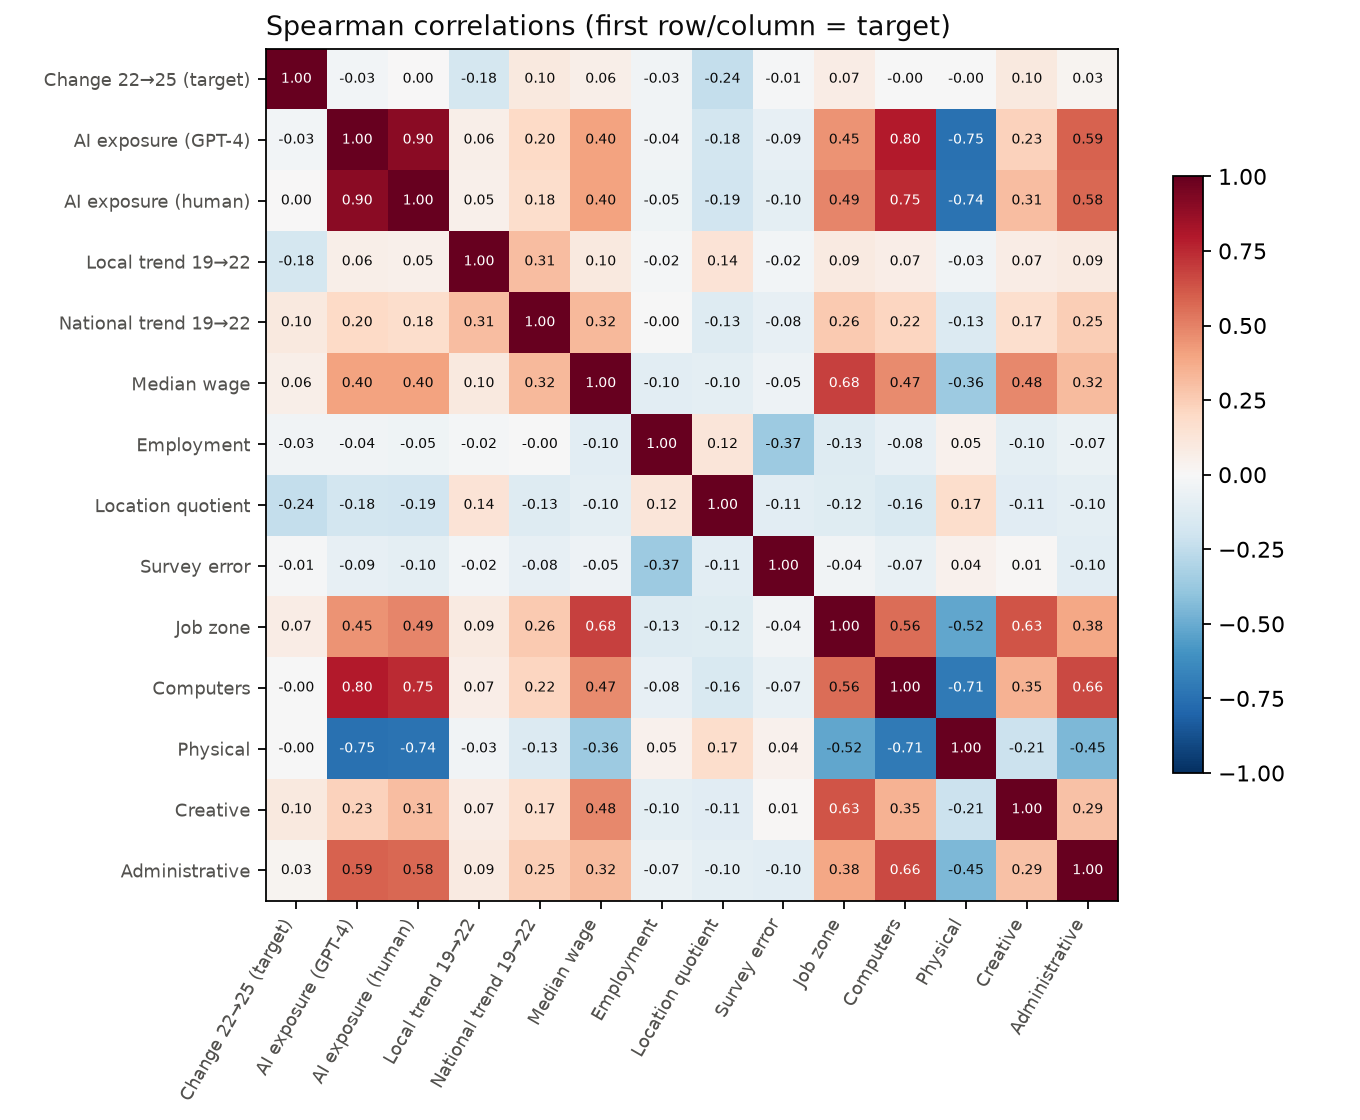 Spearman correlations (first row/column = target)
Change 22→25 (target) 1.00 -0.03 0.00 -0.18 0.10 0.06 -0.03 -0.24 -0.01 0.07 -0.00 -0.00 0.10 0.03
AI exposure (GPT-4) -0.03 1.00 0.90 0.06 0.20 0.40 -0.04 -0.18 -0.09 0.45 0.80 -0.75 0.23 0.59
AI exposure (human) 0.00 0.90 1.00 0.05 0.18 0.40 -0.05 -0.19 -0.10 0.49 0.75 -0.74 0.31 0.58
Local trend 19→22 -0.18 0.06 0.05 1.00 0.31 0.10 -0.02 0.14 -0.02 0.09 0.07 -0.03 0.07 0.09
National trend 19→22 0.10 0.20 0.18 0.31 1.00 0.32 -0.00 -0.13 -0.08 0.26 0.22 -0.13 0.17 0.25
Median wage 0.06 0.40 0.40 0.10 0.32 1.00 -0.10 -0.10 -0.05 0.68 0.47 -0.36 0.48 0.32
Employment -0.03 -0.04 -0.05 -0.02 -0.00 -0.10 1.00 0.12 -0.37 -0.13 -0.08 0.05 -0.10 -0.07
Location quotient -0.24 -0.18 -0.19 0.14 -0.13 -0.10 0.12 1.00 -0.11 -0.12 -0.16 0.17 -0.11 -0.10
Survey error -0.01 -0.09 -0.10 -0.02 -0.08 -0.05 -0.37 -0.11 1.00 -0.04 -0.07 0.04 0.01 -0.10
Job zone 0.07 0.45 0.49 0.09 0.26 0.68 -0.13 -0.12 -0.04 1.00 0.56 -0.52 0.63 0.38
Computers -0.00 0.80 0.75 0.07 0.22 0.47 -0.08 -0.16 -0.07 0.56 1.00 -0.71 0.35 0.66
Physical -0.00 -0.75 -0.74 -0.03 -0.13 -0.36 0.05 0.17 0.04 -0.52 -0.71 1.00 -0.21 -0.45
Creative 0.10 0.23 0.31 0.07 0.17 0.48 -0.10 -0.11 0.01 0.63 0.35 -0.21 1.00 0.29
Administrative 0.03 0.59 0.58 0.09 0.25 0.32 -0.07 -0.10 -0.10 0.38 0.66 -0.45 0.29 1.00
Change 22→25 (target)
AI exposure (GPT-4)
AI exposure (human)
Local trend 19→22
National trend 19→22
Median wage
Employment
Location quotient
Survey error
Job zone
Computers
Physical
Creative
Administrative
1.00
0.75
0.50
0.25
0.00
−0.25
−0.50
−0.75
−1.00